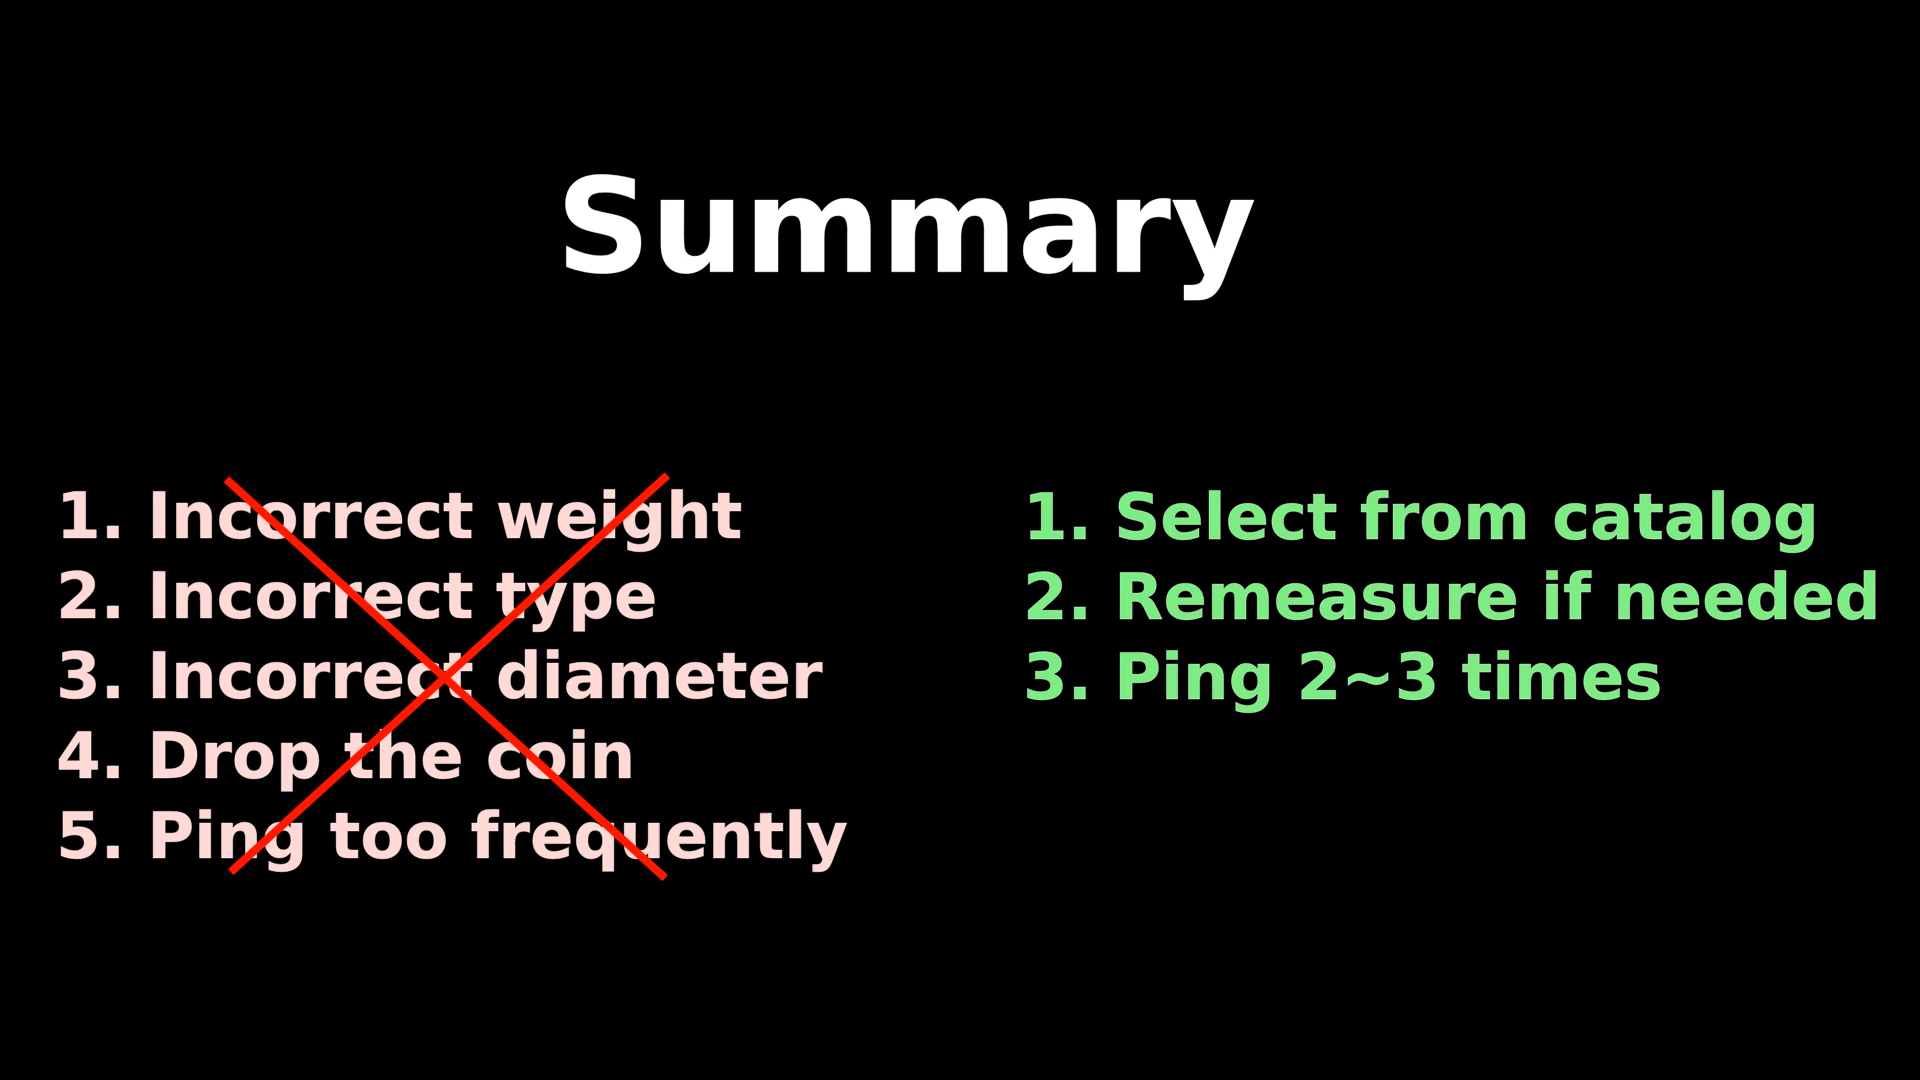 Summary
1. Incorrect weight
2. Incorrect type
3. Incorrect diameter
4. Drop the coin
5. Ping too frequently
1. Select from catalog
2. Remeasure if needed
3. Ping 2~3 times